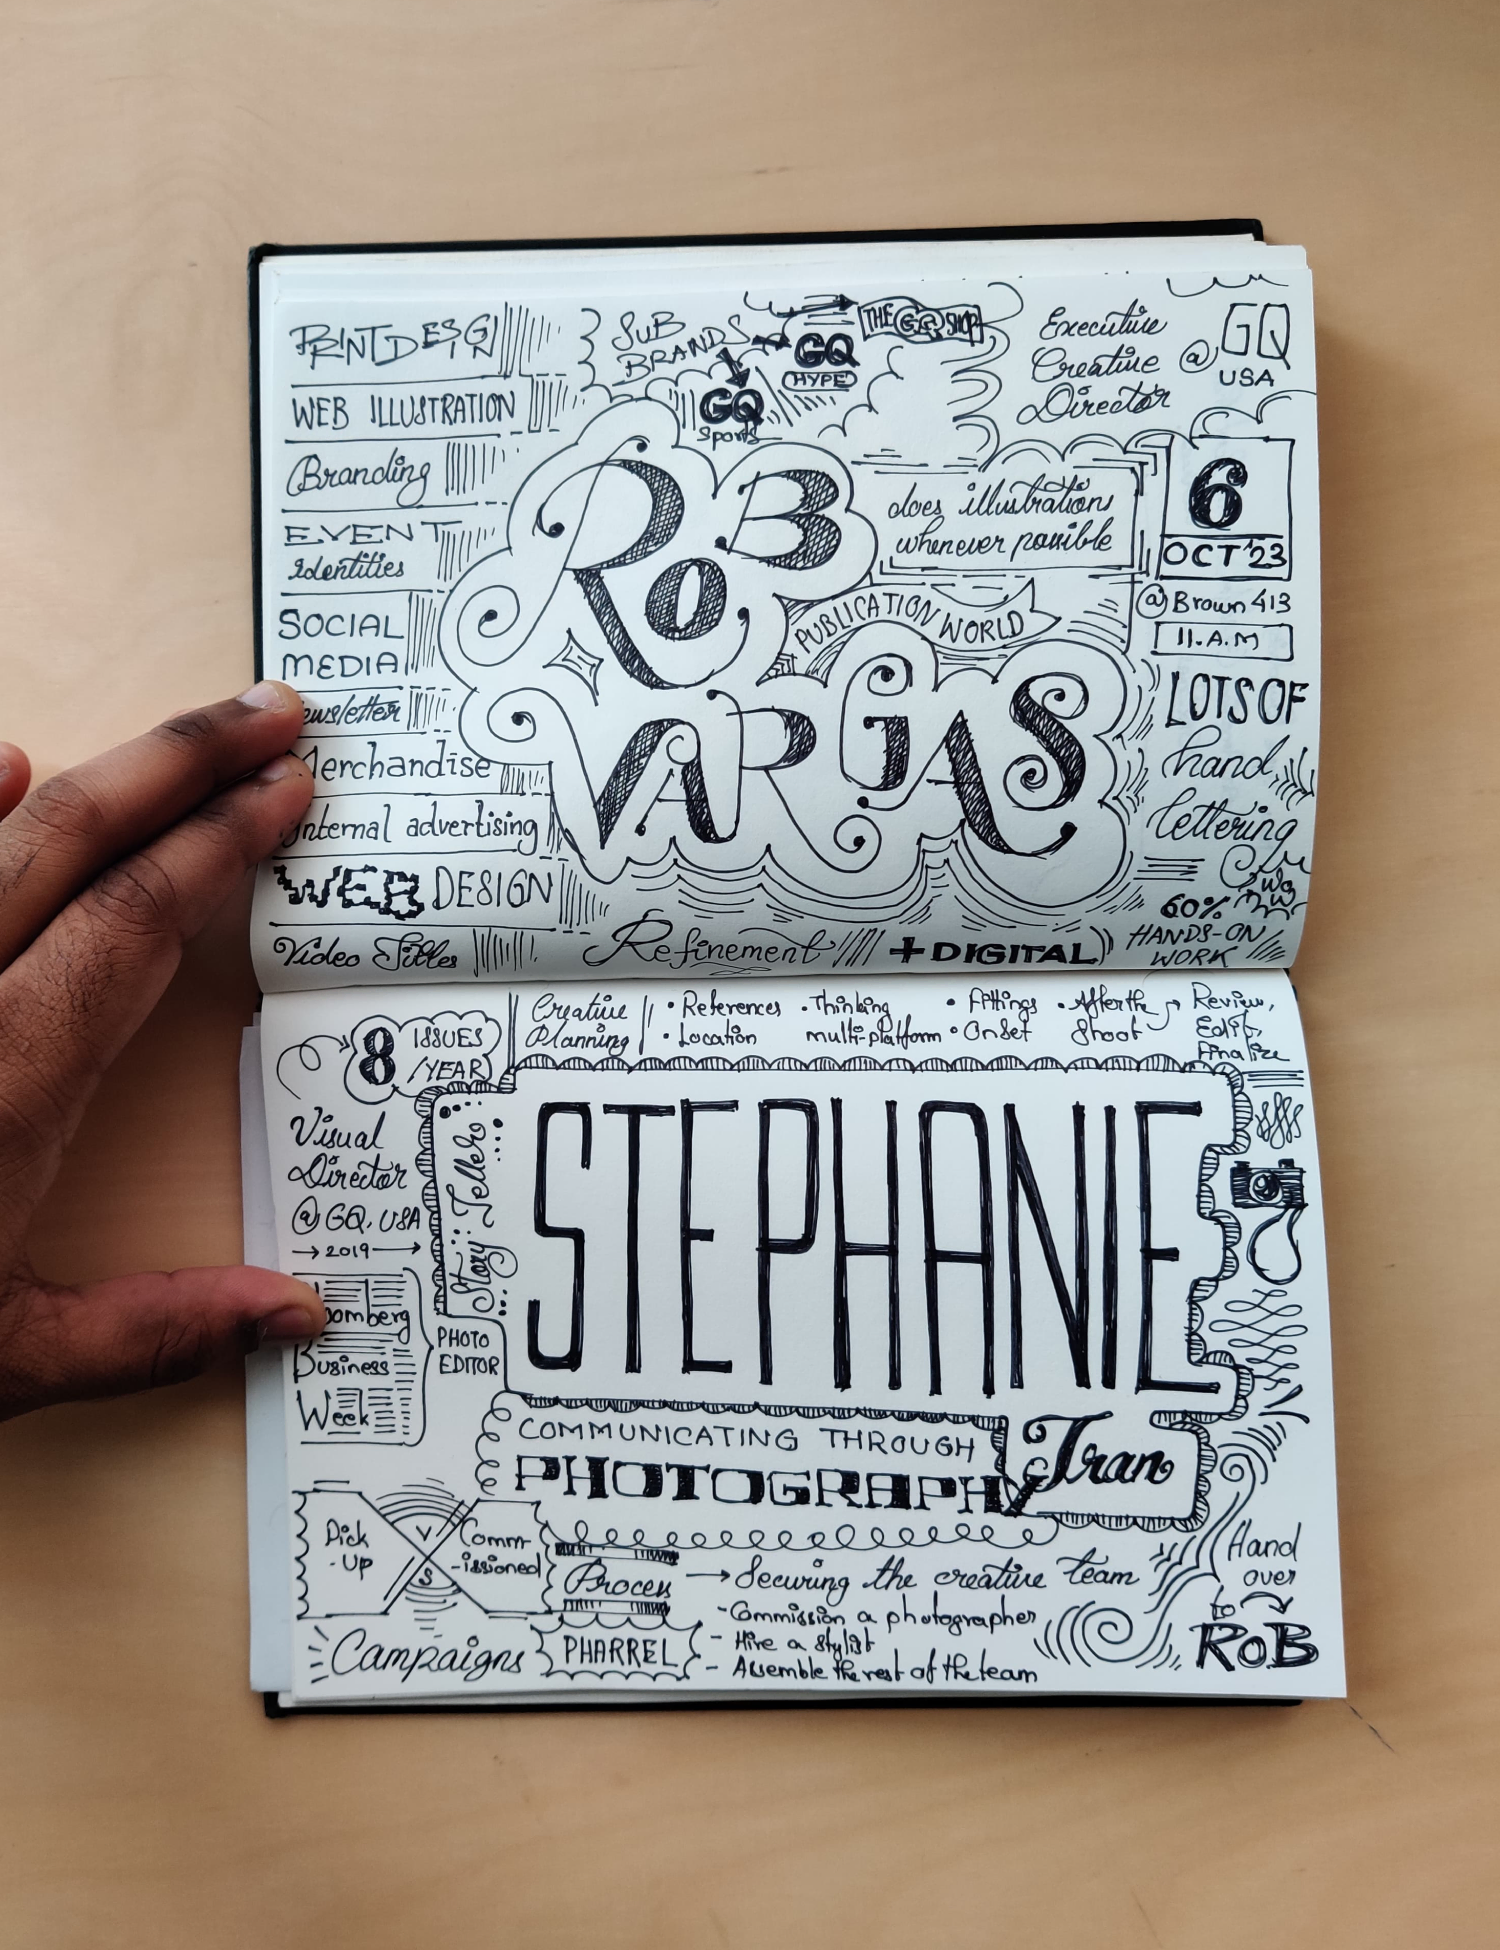 PRINT DESIGN
WEB ILLUSTRATION
Branding
EVENT
Identities
SOCIAL
MEDIA
ewsletter
Merchandise
Internal advertising
WEB DESIGN
Video Titles
SUB
BRANDS
GQ
Sports
GQ
HYPE
THE GQ SHOP
Executive
Creative
Director
@ GQ
USA
ROB
VARGAS
does illustrations
whenever possible
PUBLICATION WORLD
6
OCT '23
@ Brown 413
11.A.M
LOTS OF
hand
lettering
60%
HANDS-ON
WORK
Refinement
+ DIGITAL
8 ISSUES
/YEAR
Creative
Planning
• References
• Location
• Thinking
multi-platform
• Fittings
• Onset
• After the
shoot
Review,
Edit,
Finalize
Visual
Director
@ GQ, USA
2019
oomberg
Business
Week
PHOTO
EDITOR
Story Teller
STEPHANIE
Tran
COMMUNICATING THROUGH
PHOTOGRAPHY
Pick
-UP
VS
Comm-
-issioned
Campaigns
PHARREL
Process
Securing the creative team
- Commission a photographer
- Hire a stylist
- Assemble the rest of the team
Hand
over
to
ROB